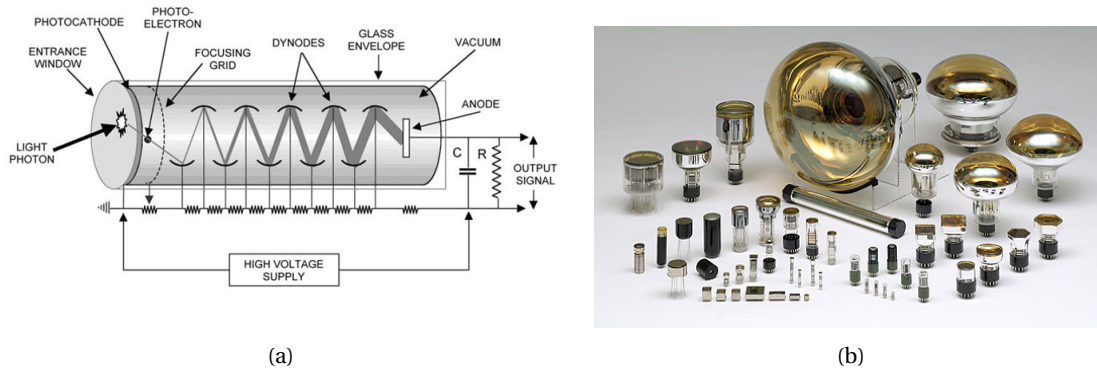 PHOTO-
ELECTRON
PHOTOCATHODE
ENTRANCE
WINDOW
FOCUSING
GRID
DYNODES
GLASS
ENVELOPE
VACUUM
ANODE
LIGHT
PHOTON
C
R
OUTPUT
SIGNAL
HIGH VOLTAGE
SUPPLY
(a)
(b)